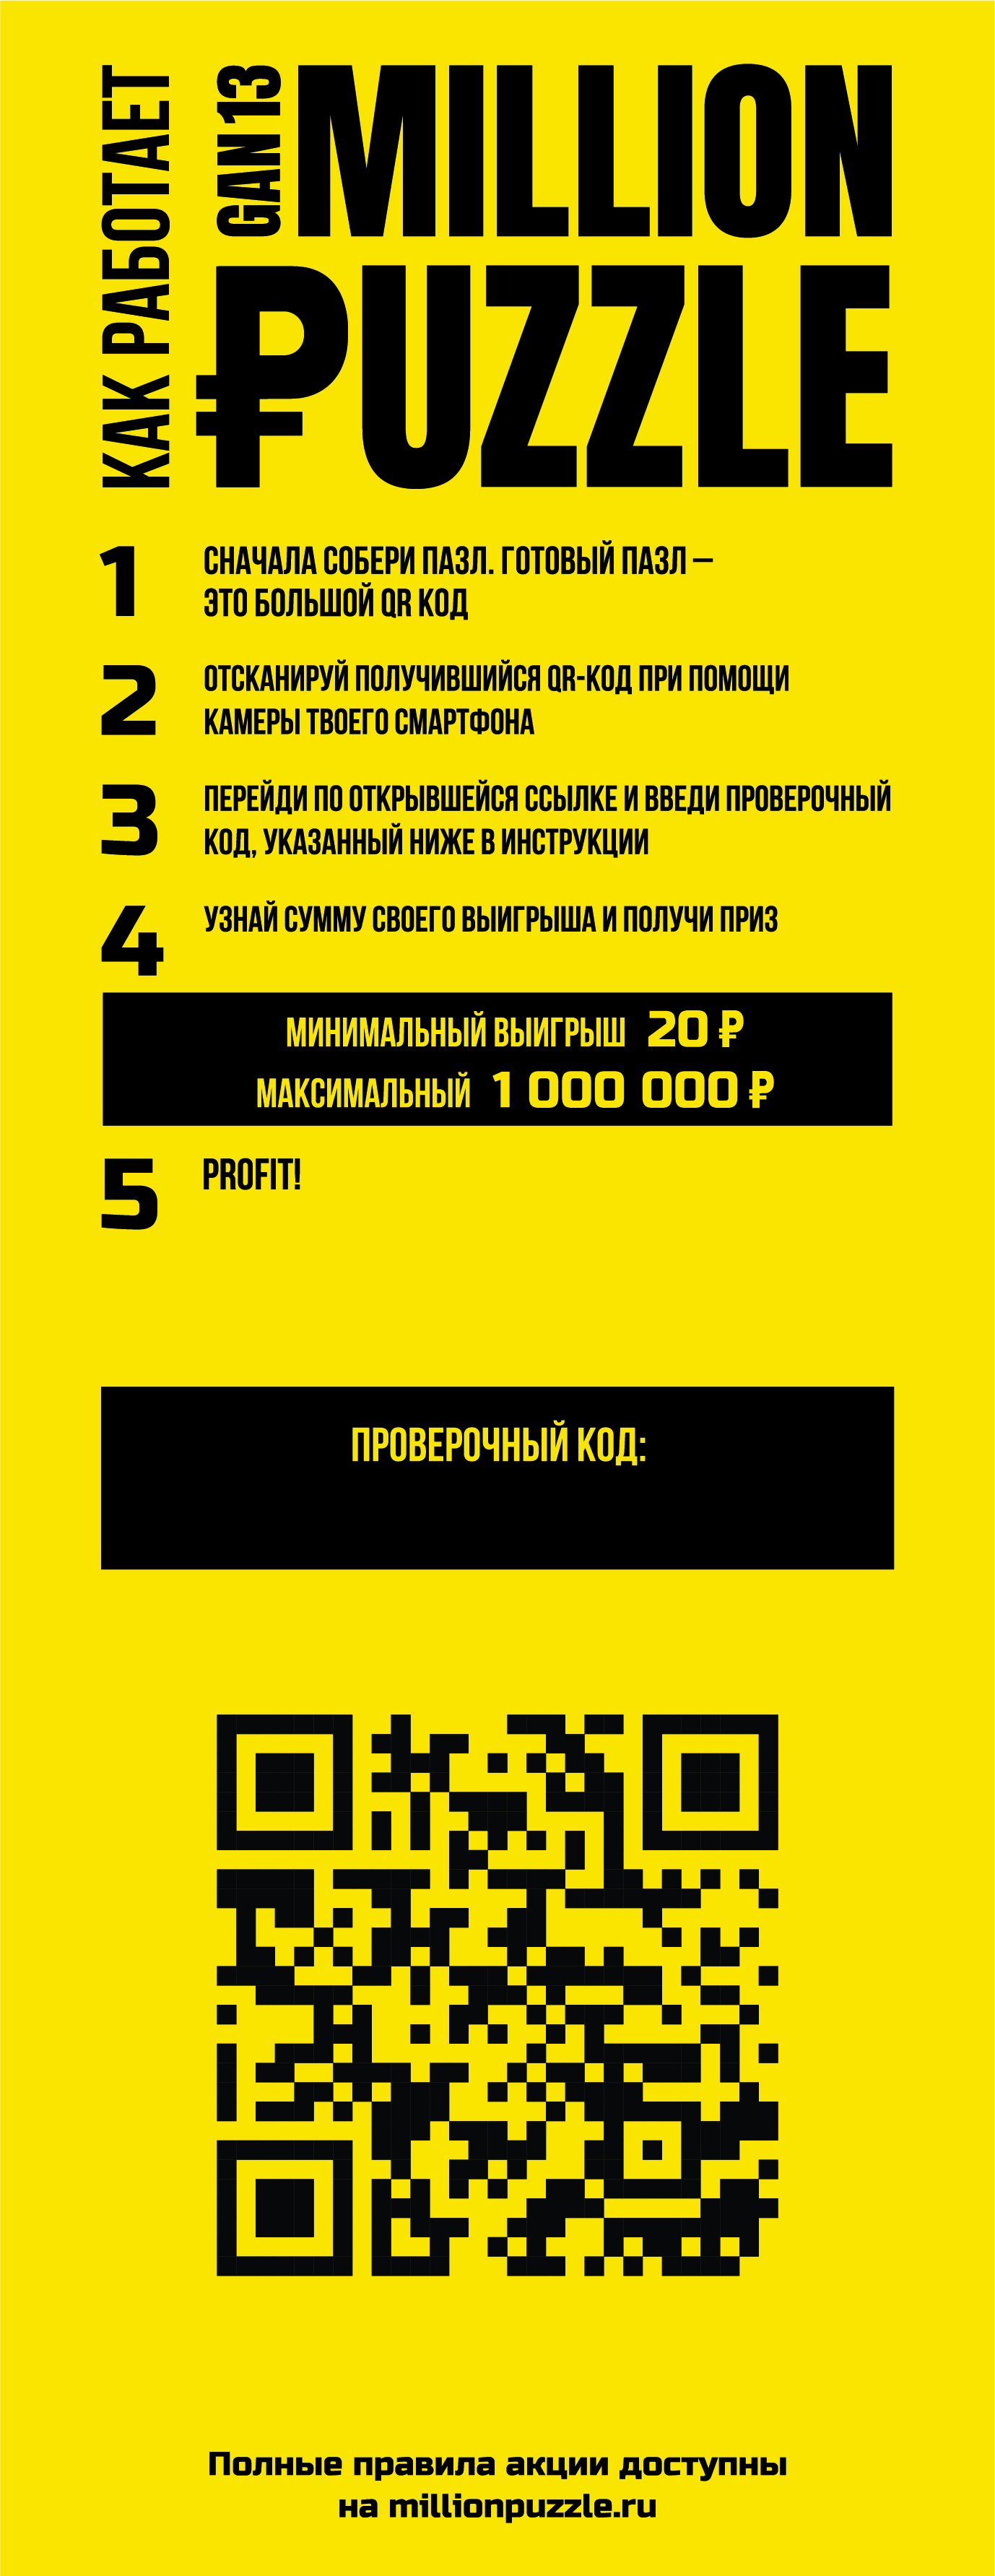 КАК РАБОТАЕТ
GAN 13
MILLION
₽UZZLE
1 СНАЧАЛА СОБЕРИ ПАЗЛ. ГОТОВЫЙ ПАЗЛ —
ЭТО БОЛЬШОЙ QR КОД
2 ОТСКАНИРУЙ ПОЛУЧИВШИЙСЯ QR-КОД ПРИ ПОМОЩИ
КАМЕРЫ ТВОЕГО СМАРТФОНА
3 ПЕРЕЙДИ ПО ОТКРЫВШЕЙСЯ ССЫЛКЕ И ВВЕДИ ПРОВЕРОЧНЫЙ
КОД, УКАЗАННЫЙ НИЖЕ В ИНСТРУКЦИИ
4 УЗНАЙ СУММУ СВОЕГО ВЫИГРЫША И ПОЛУЧИ ПРИЗ
МИНИМАЛЬНЫЙ ВЫИГРЫШ 20 ₽
МАКСИМАЛЬНЫЙ 1 000 000 ₽
5 PROFIT!
ПРОВЕРОЧНЫЙ КОД:
Полные правила акции доступны
на millionpuzzle.ru